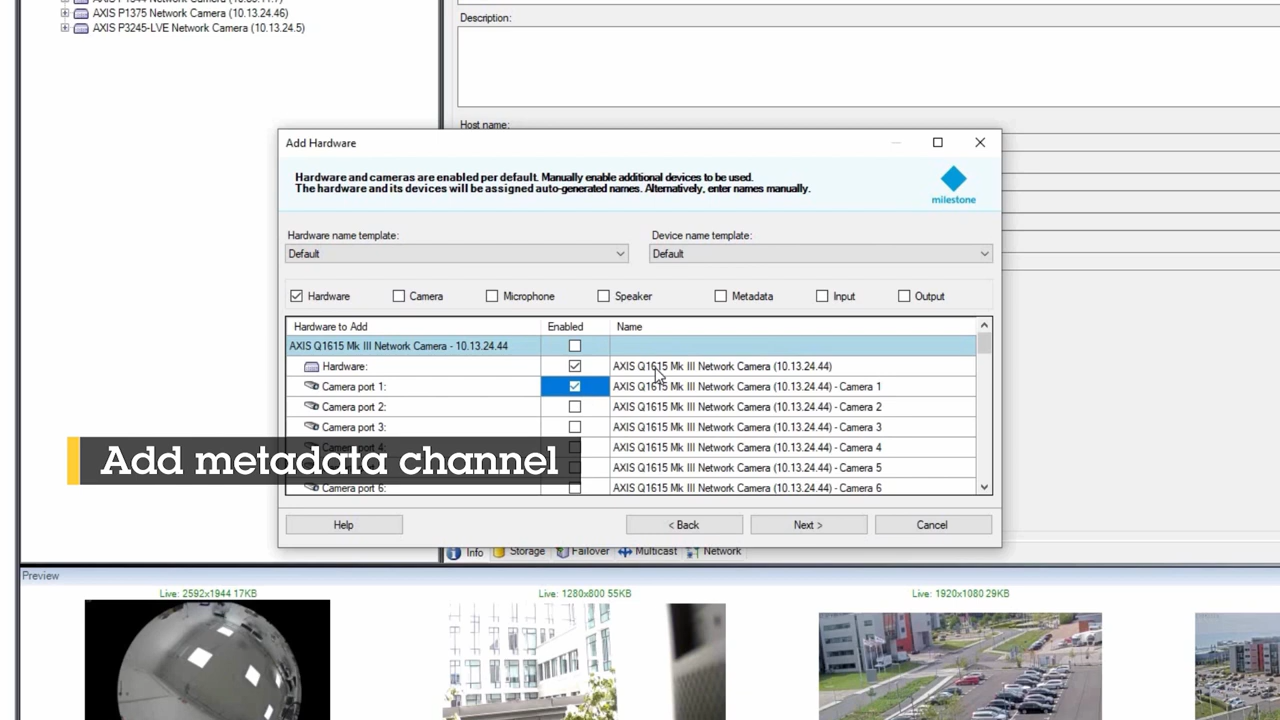 AXIS P1375 Network Camera (10.13.24.46)
AXIS P3245-LVE Network Camera (10.13.24.5)
Description:
Host name:
Add Hardware
Hardware and cameras are enabled per default. Manually enable additional devices to be used.
The hardware and its devices will be assigned auto-generated names. Alternatively, enter names manually.
milestone
Hardware name template:
Device name template:
Default
Default
Hardware
Camera
Microphone
Speaker
Metadata
Input
Output
Hardware to Add Enabled Name
AXIS Q1615 Mk III Network Camera - 10.13.24.44
Hardware: AXIS Q1615 Mk III Network Camera (10.13.24.44)
Camera port 1: AXIS Q1615 Mk III Network Camera (10.13.24.44) - Camera 1
Camera port 2: AXIS Q1615 Mk III Network Camera (10.13.24.44) - Camera 2
Camera port 3: AXIS Q1615 Mk III Network Camera (10.13.24.44) - Camera 3
Camera port 4: AXIS Q1615 Mk III Network Camera (10.13.24.44) - Camera 4
AXIS Q1615 Mk III Network Camera (10.13.24.44) - Camera 5
Camera port 6: AXIS Q1615 Mk III Network Camera (10.13.24.44) - Camera 6
Add metadata channel
Help
< Back
Next >
Cancel
Info
Storage
Failover
Multicast
Network
Preview
Live: 2592x1944 17KB
Live: 1280x800 55KB
Live: 1920x1080 29KB